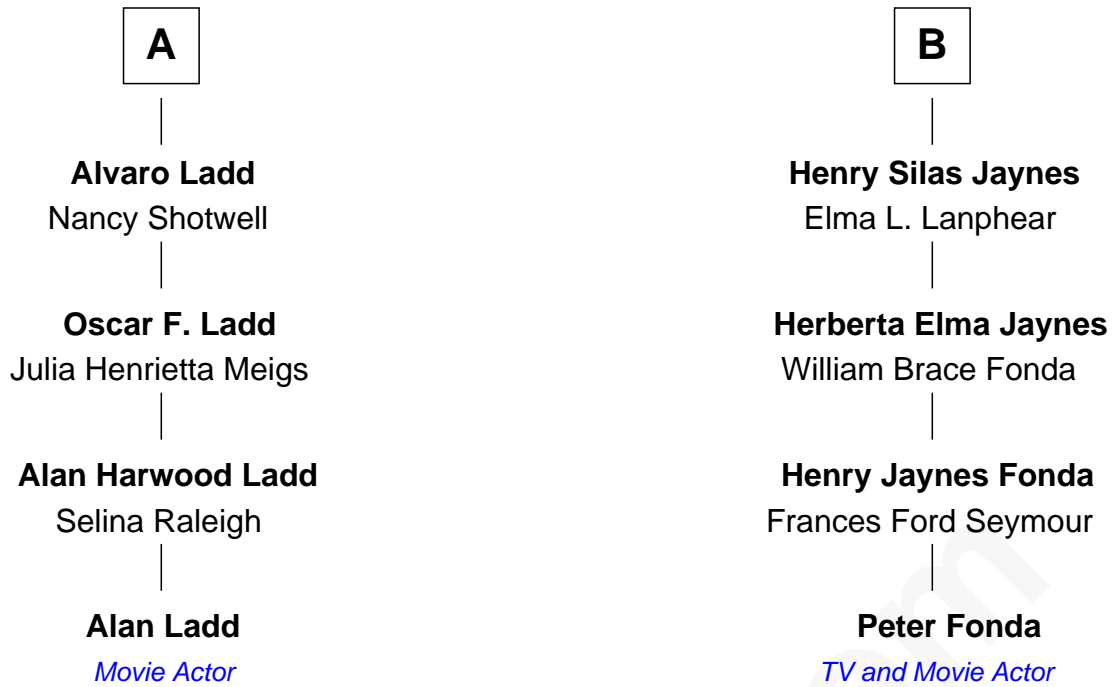 A
Alvaro Ladd
Nancy Shotwell
Oscar F. Ladd
Julia Henrietta Meigs
Alan Harwood Ladd
Selina Raleigh
Alan Ladd
Movie Actor
B
Henry Silas Jaynes
Elma L. Lanphear
Herberta Elma Jaynes
William Brace Fonda
Henry Jaynes Fonda
Frances Ford Seymour
Peter Fonda
TV and Movie Actor